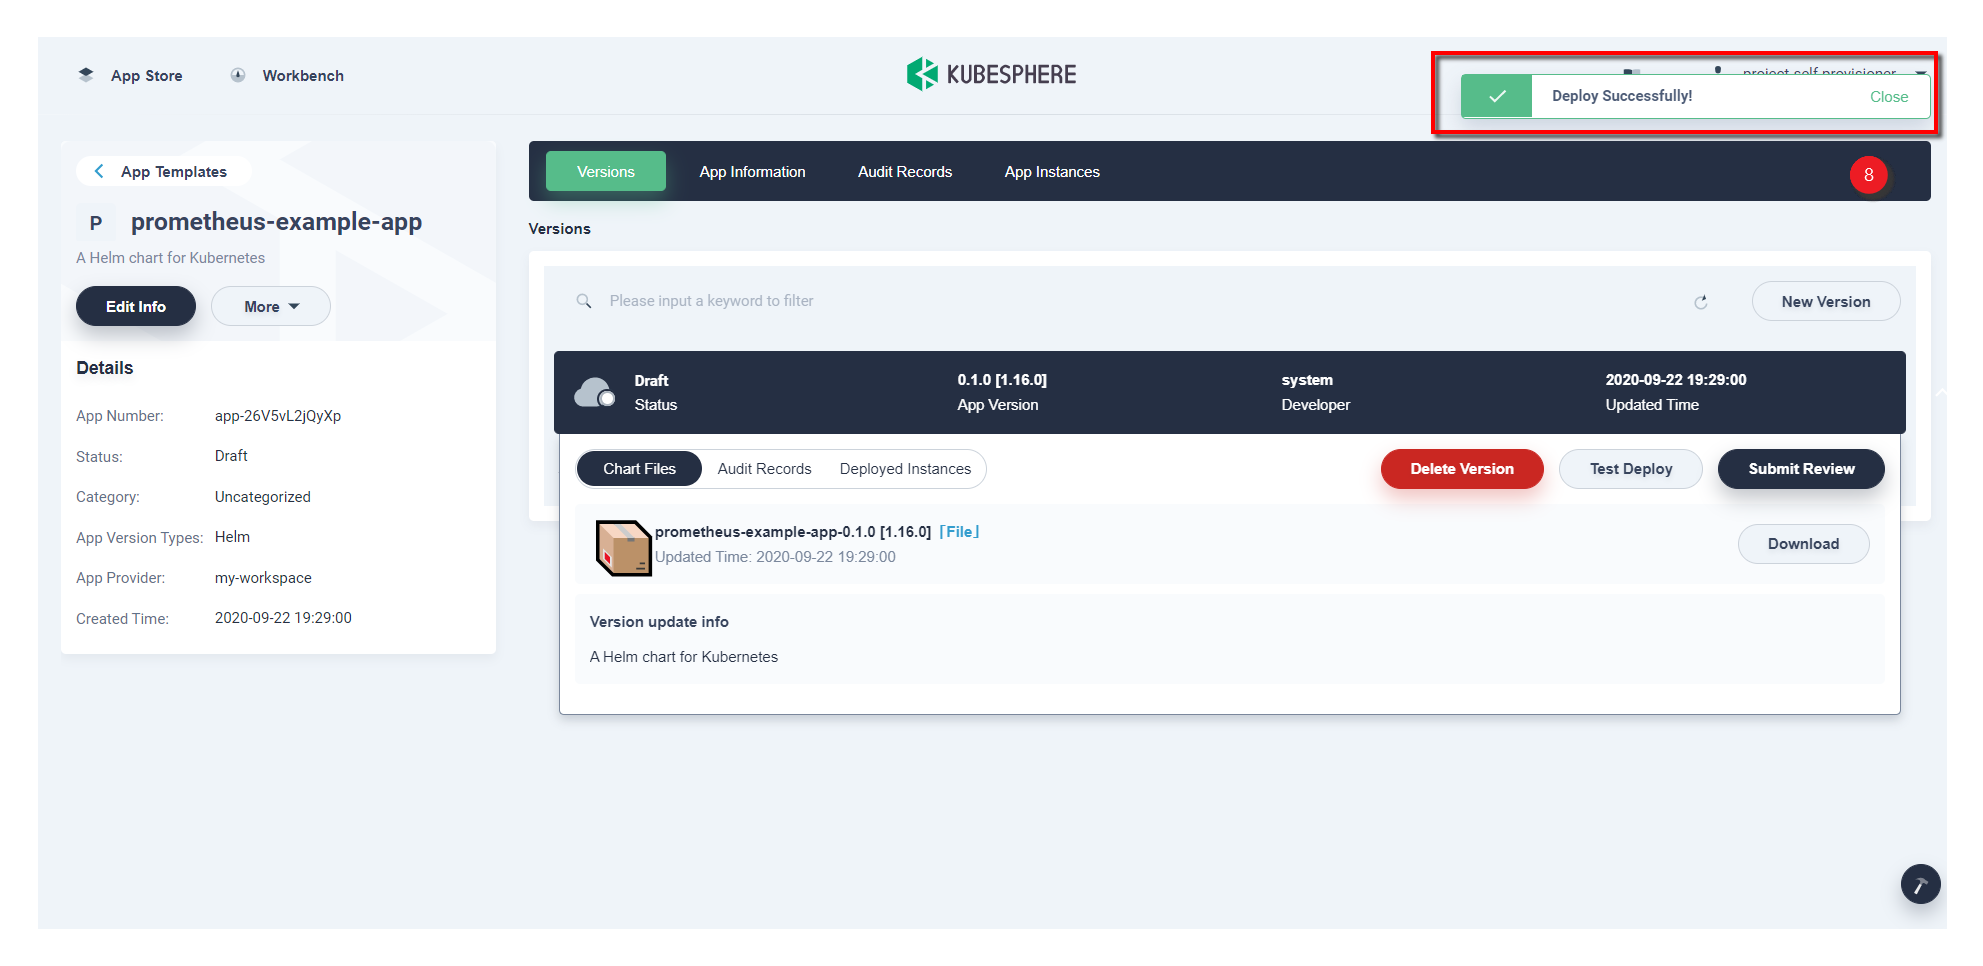 App Store
Workbench
KUBESPHERE
project-self-provisioner
Deploy Successfully!
Close
App Templates
P
prometheus-example-app
A Helm chart for Kubernetes
Edit Info
More
Details
App Number: app-26V5vL2jQyXp
Status: Draft
Category: Uncategorized
App Version Types: Helm
App Provider: my-workspace
Created Time: 2020-09-22 19:29:00
Versions
App Information
Audit Records
App Instances
8
Versions
Please input a keyword to filter
New Version
Draft
Status
0.1.0 [1.16.0]
App Version
system
Developer
2020-09-22 19:29:00
Updated Time
Chart Files
Audit Records
Deployed Instances
Delete Version
Test Deploy
Submit Review
prometheus-example-app-0.1.0 [1.16.0] ｢File｣
Updated Time: 2020-09-22 19:29:00
Download
Version update info
A Helm chart for Kubernetes